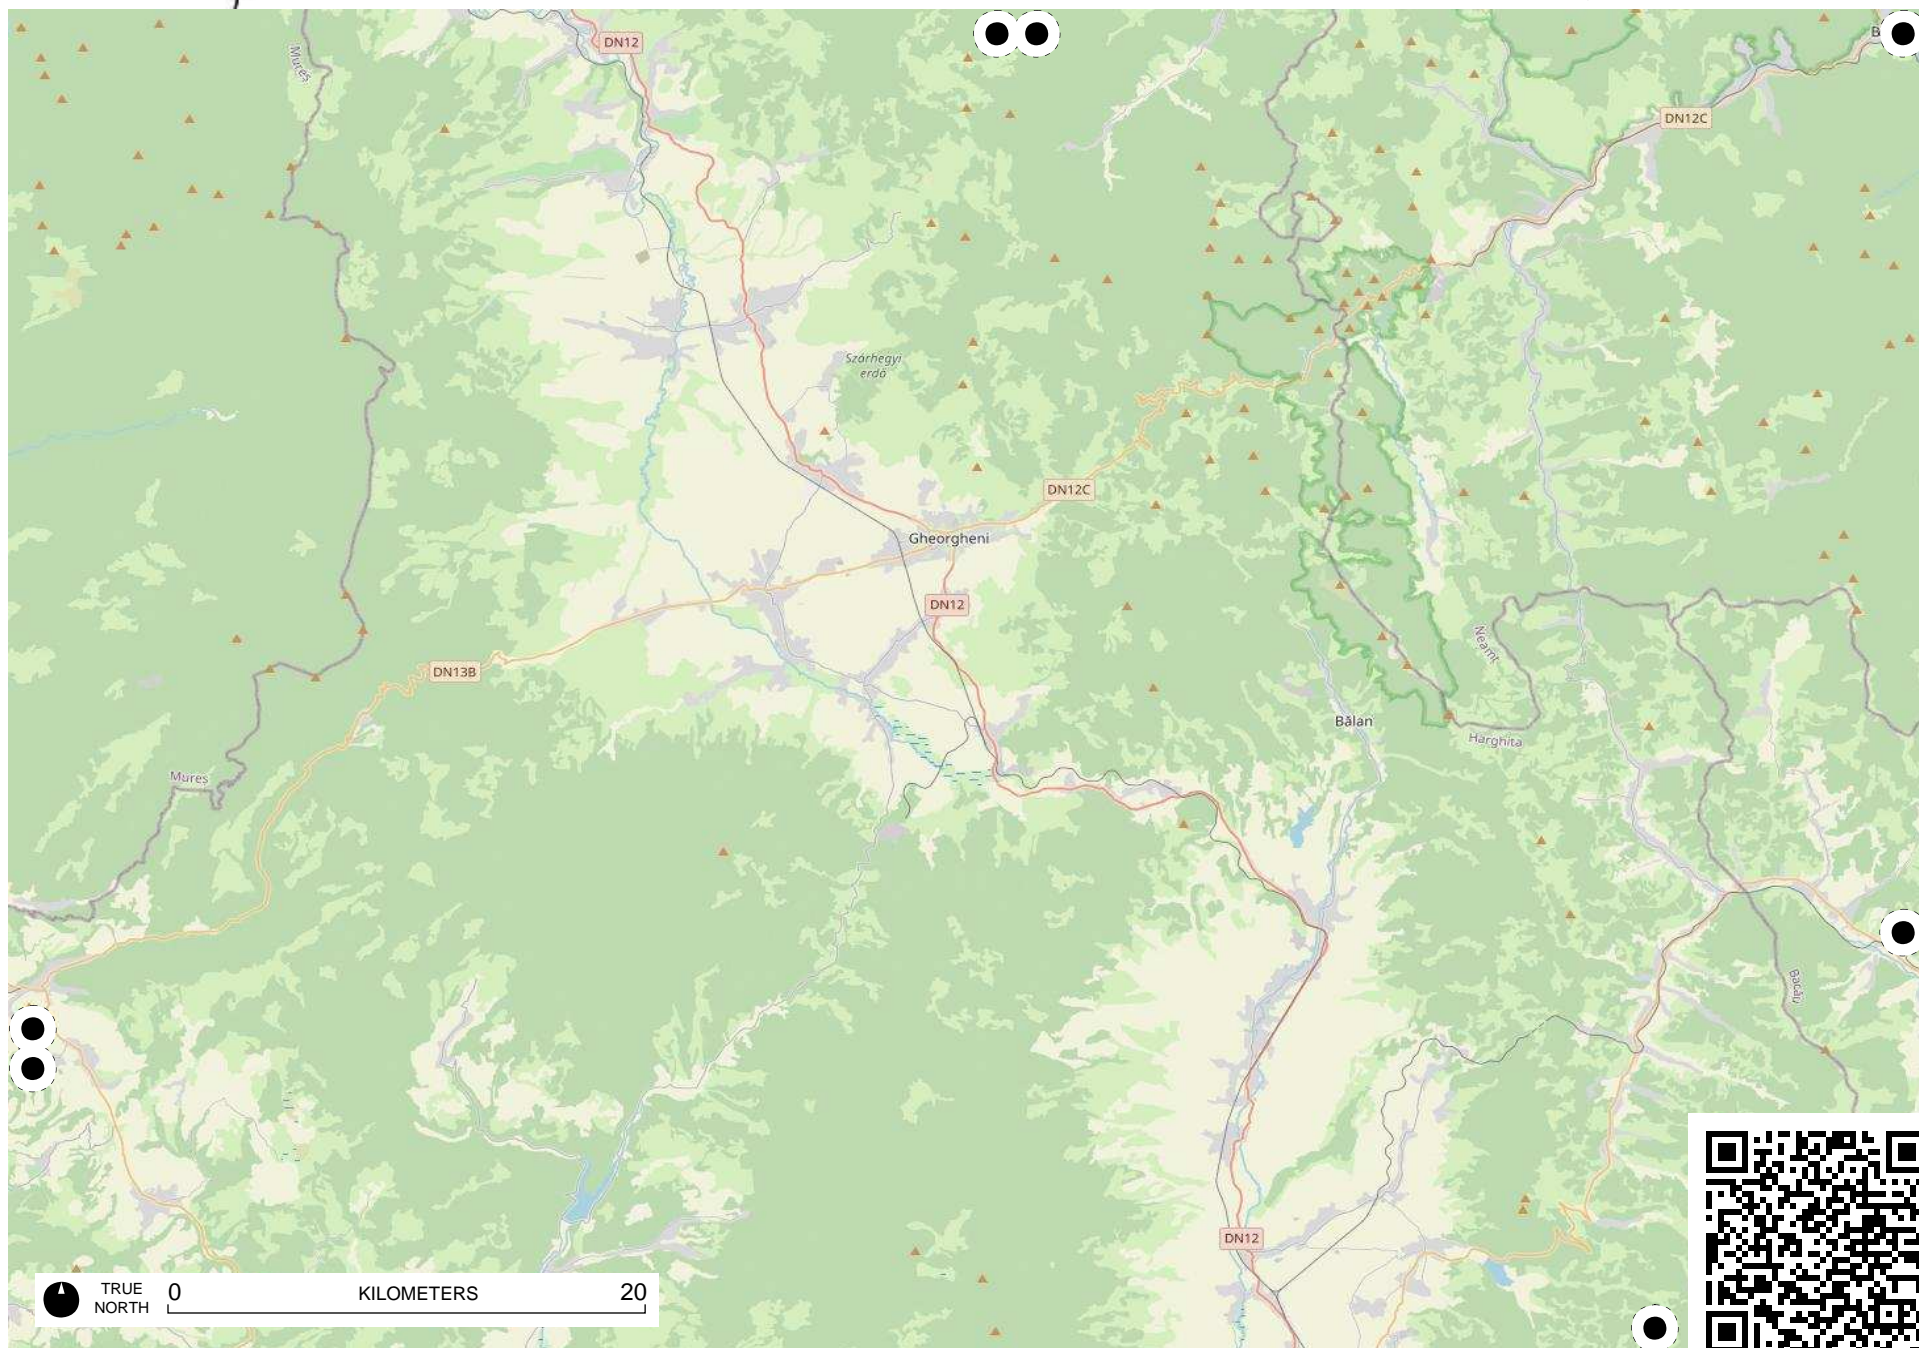 DN12
Mureș
DN12C
Szárhegyi
erdő
DN12C
Gheorgheni
DN12
Neamț
DN13B
Bălan
Harghita
Mureș
Bacău
DN12
TRUE
NORTH
0
KILOMETERS
20